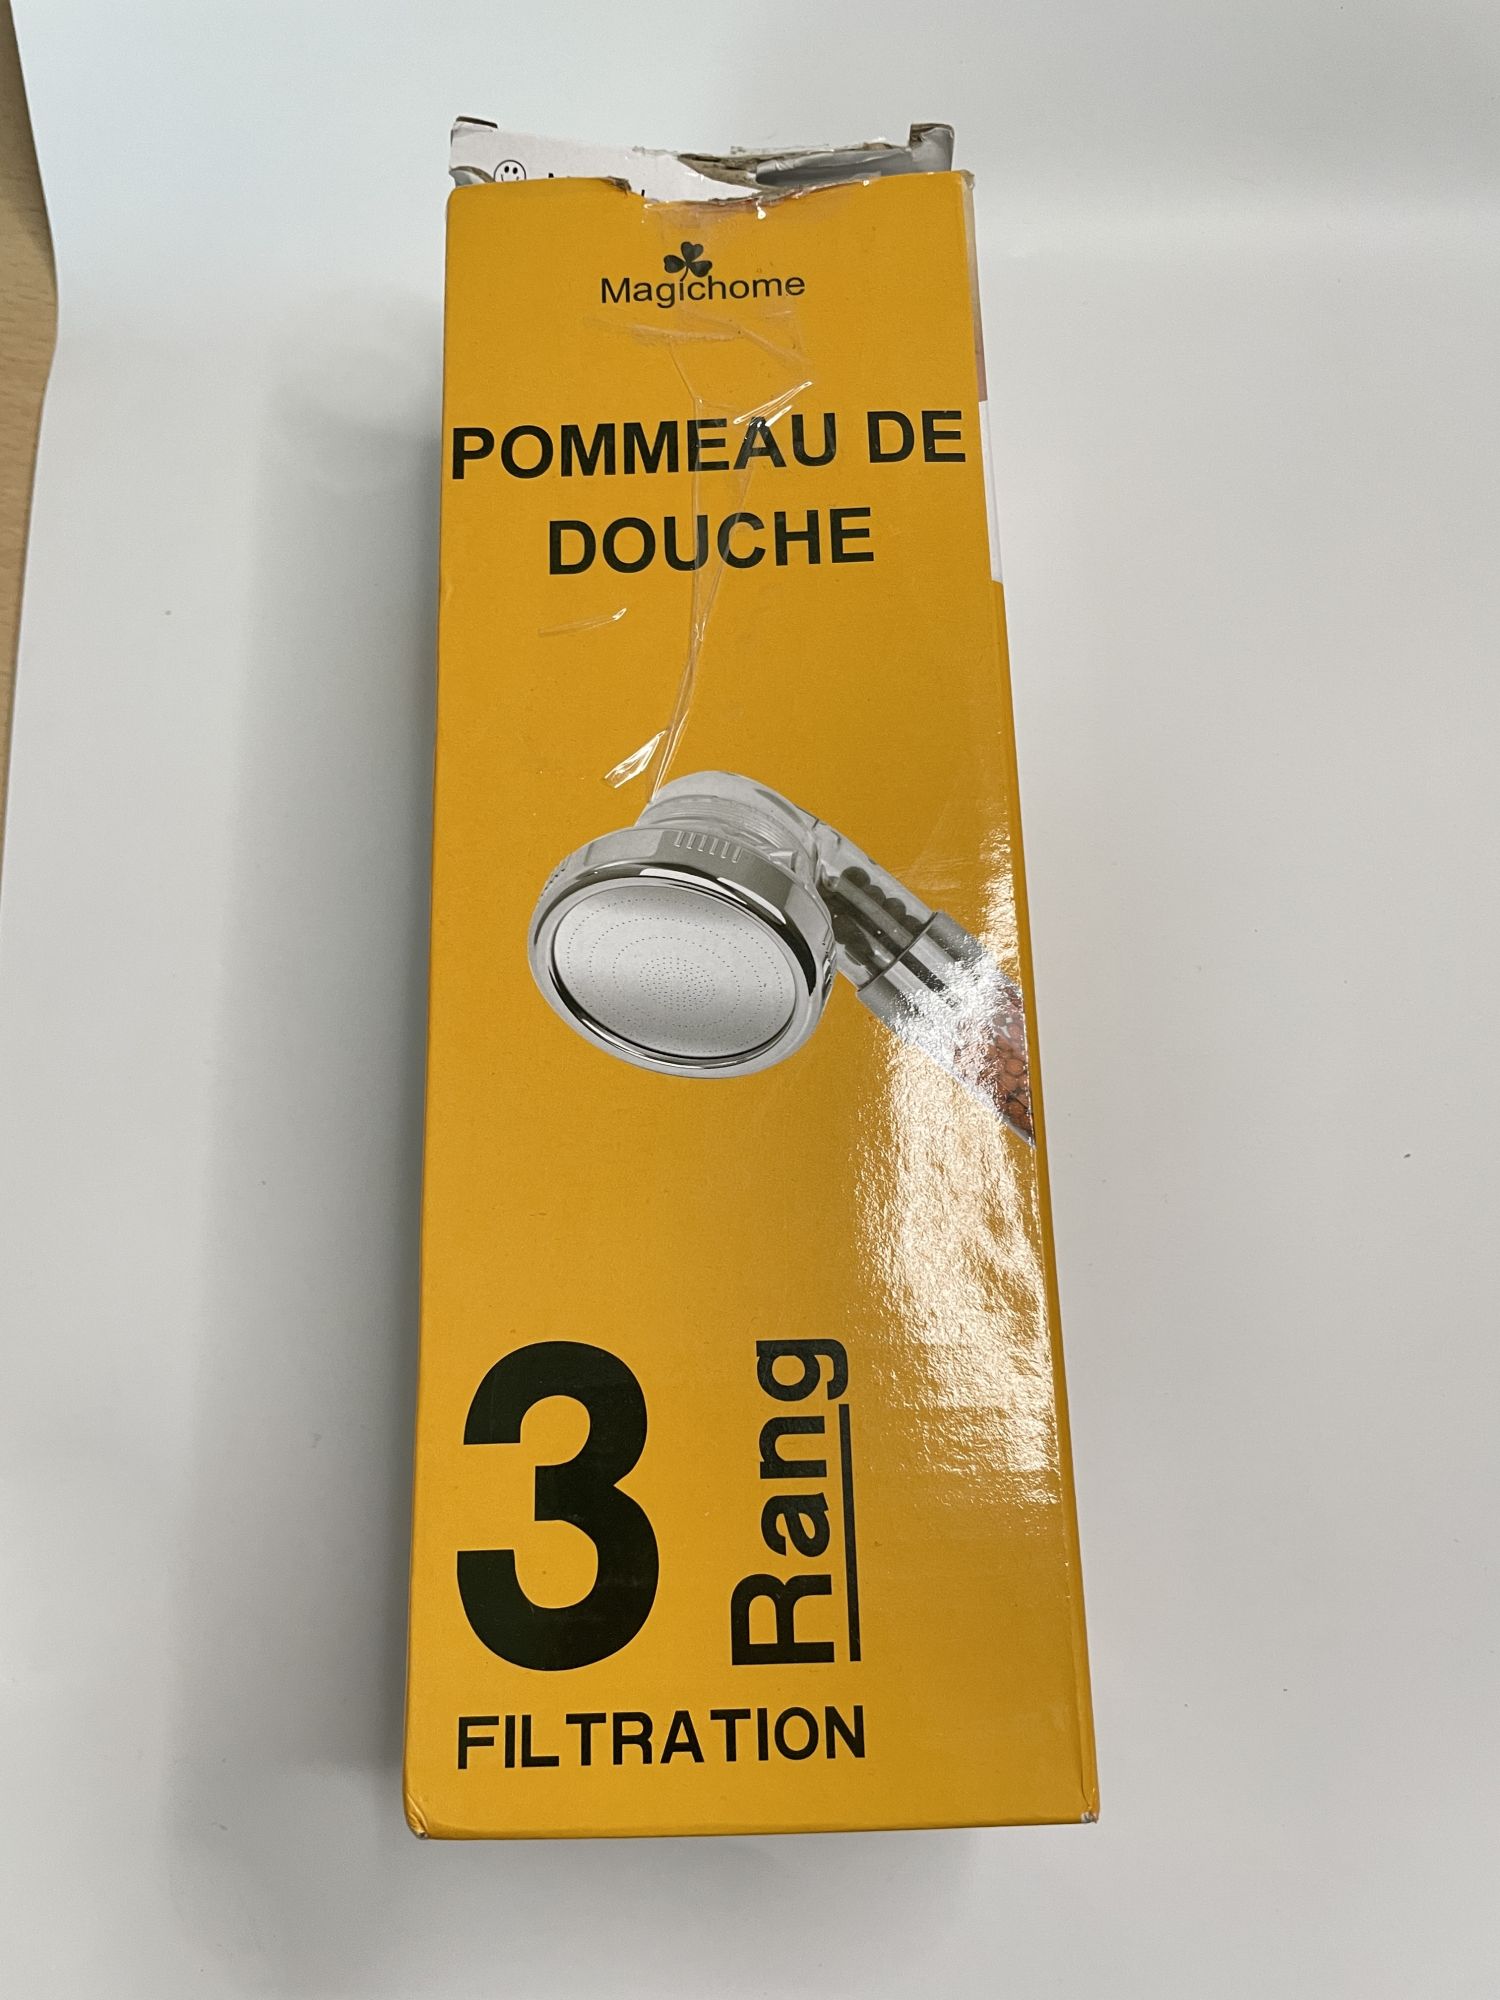 Magichome
POMMEAU DE
DOUCHE
3
Rang
FILTRATION